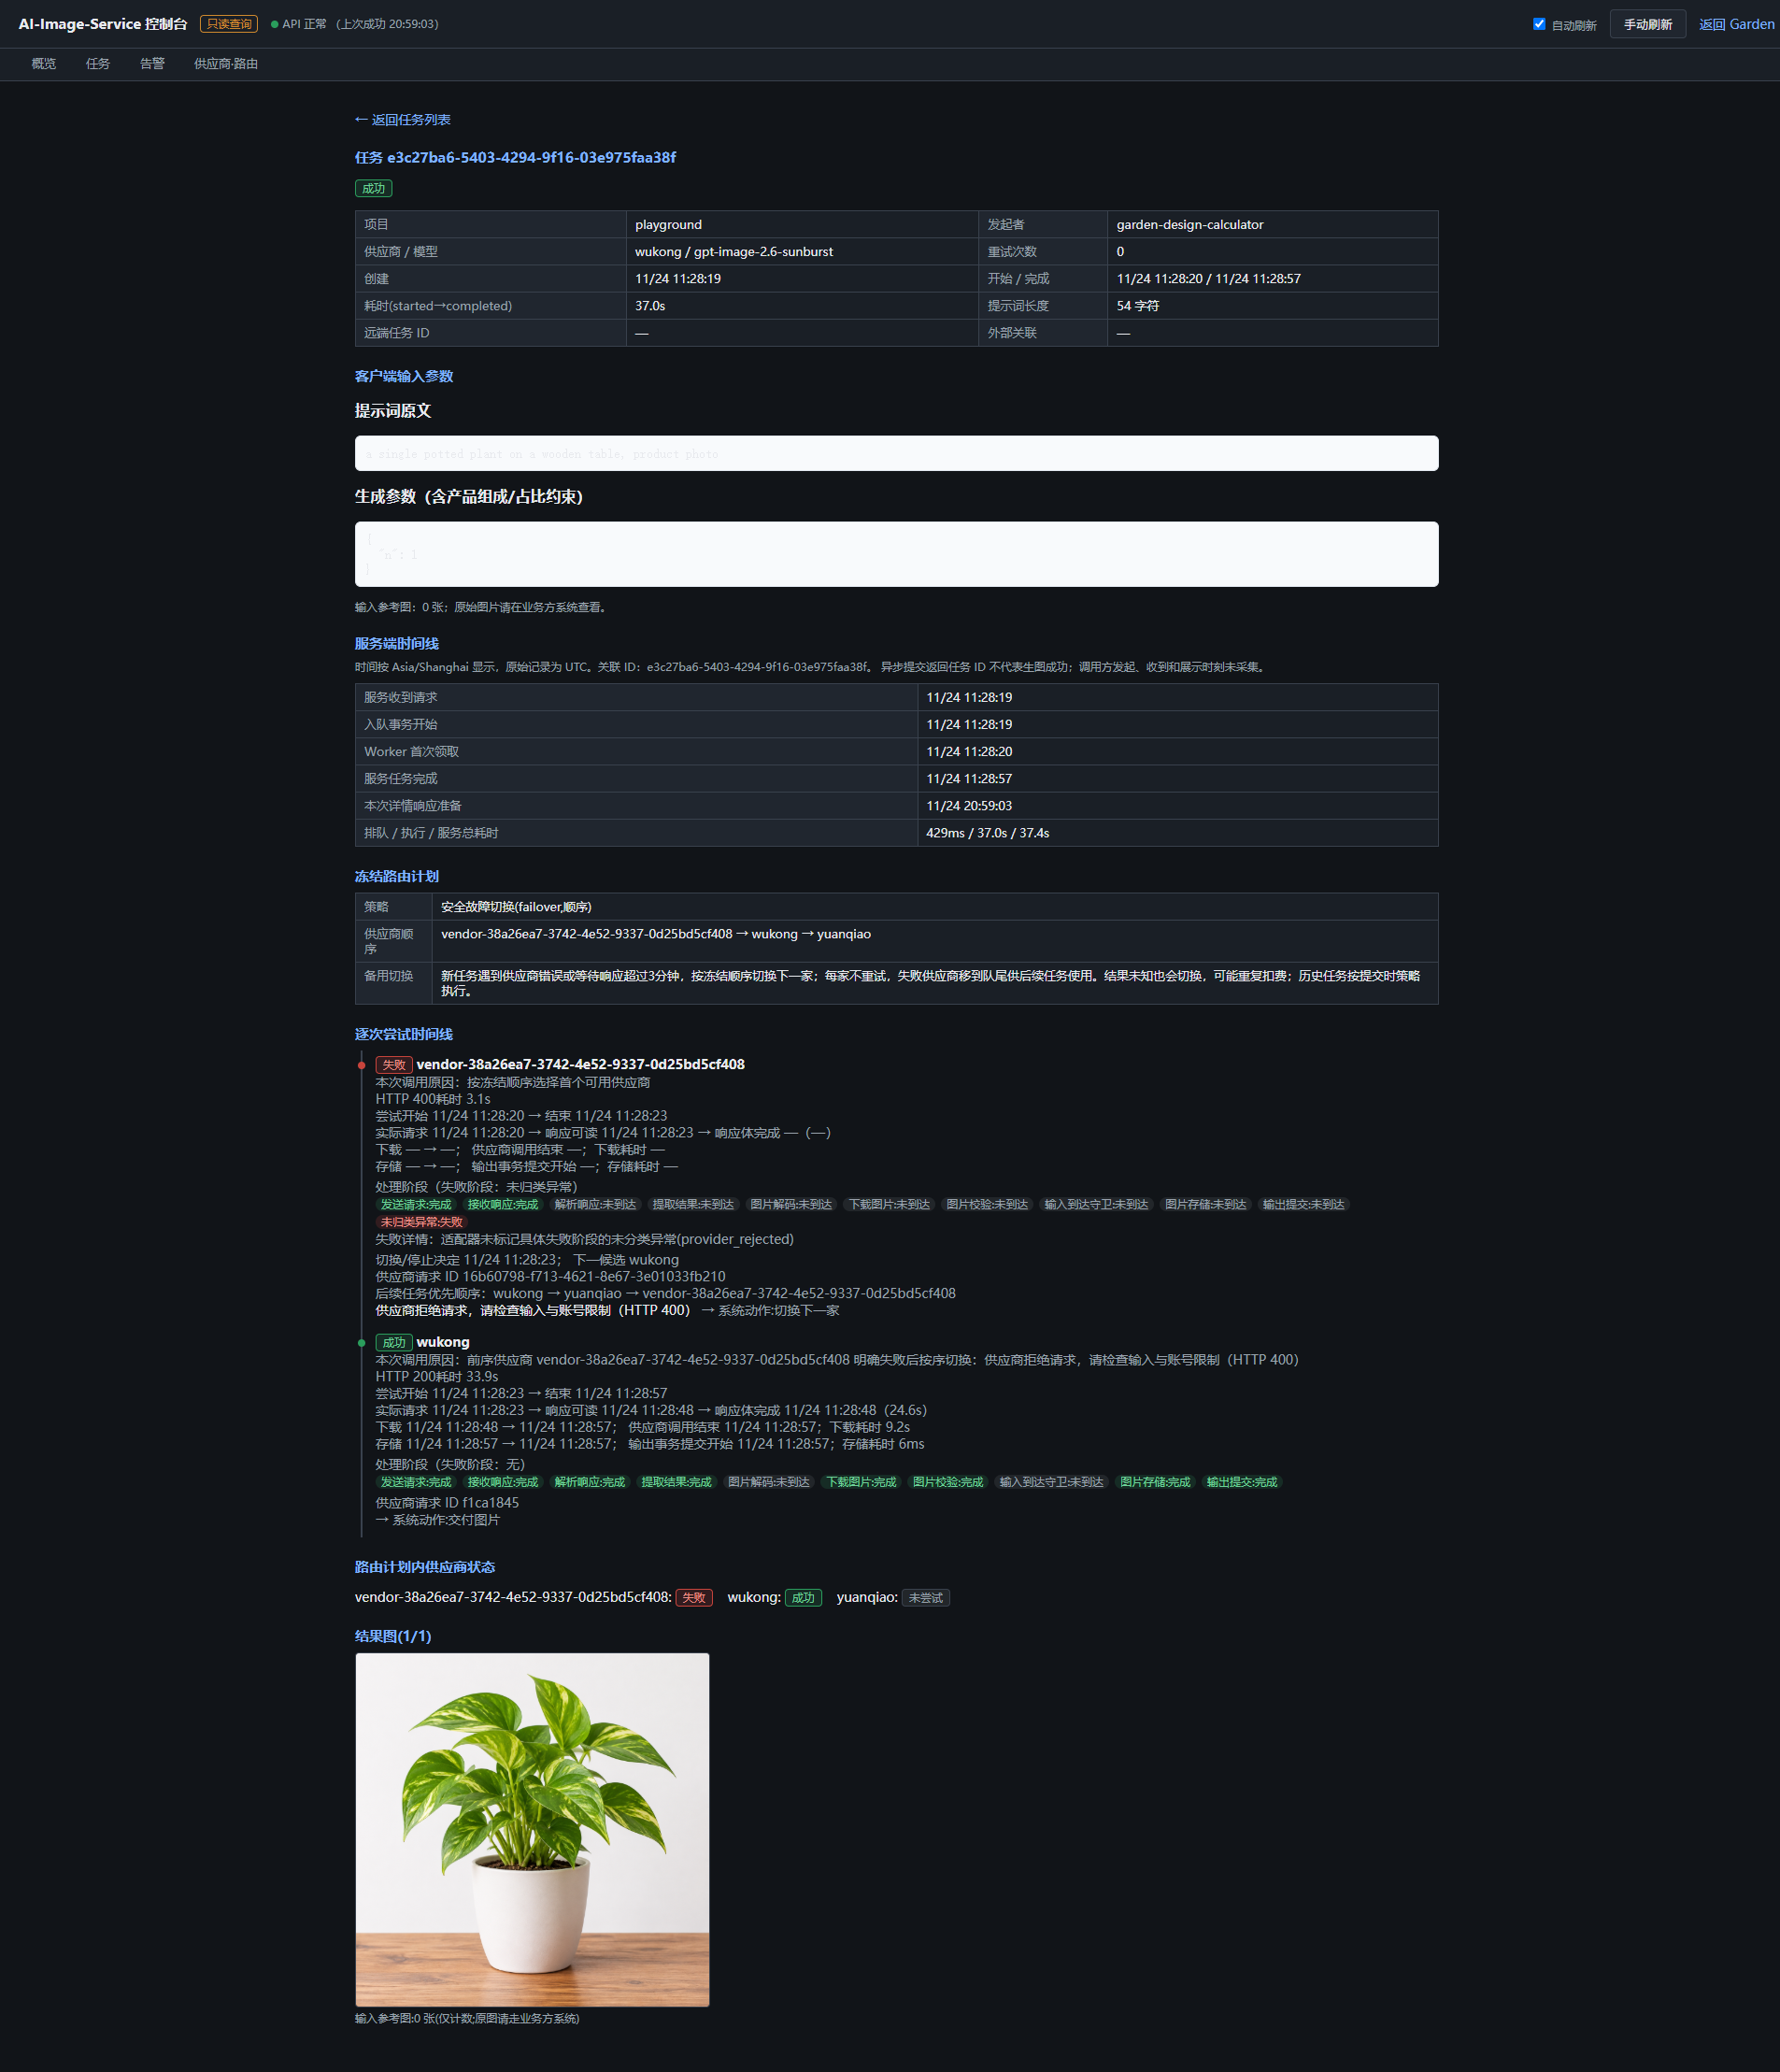 AI-Image-Service 控制台 只读查询 API 正常 (上次成功 20:59:03) 自动刷新 手动刷新 返回 Garden
概览 任务 告警 供应商·路由
← 返回任务列表
任务 e3c27ba6-5403-4294-9f16-03e975faa38f
成功
项目 playground 发起者 garden-design-calculator
供应商 / 模型 wukong / gpt-image-2.6-sunburst 重试次数 0
创建 11/24 11:28:19 开始 / 完成 11/24 11:28:20 / 11/24 11:28:57
耗时(started→completed) 37.0s 提示词长度 54 字符
远端任务 ID — 外部关联 —
客户端输入参数
提示词原文
a single potted plant on a wooden table, product photo
生成参数（含产品组成/占比约束）
{
"n": 1
}
输入参考图：0 张；原始图片请在业务方系统查看。
服务端时间线
时间按 Asia/Shanghai 显示，原始记录为 UTC。关联 ID：e3c27ba6-5403-4294-9f16-03e975faa38f。 异步提交返回任务 ID 不代表生图成功；调用方发起、收到和展示时刻未采集。
服务收到请求 11/24 11:28:19
入队事务开始 11/24 11:28:19
Worker 首次领取 11/24 11:28:20
服务任务完成 11/24 11:28:57
本次详情响应准备 11/24 20:59:03
排队 / 执行 / 服务总耗时 429ms / 37.0s / 37.4s
冻结路由计划
策略 安全故障切换(failover,顺序)
供应商顺序 vendor-38a26ea7-3742-4e52-9337-0d25bd5cf408 → wukong → yuanqiao
备用切换 新任务遇到供应商错误或等待响应超过3分钟，按冻结顺序切换下一家；每家不重试，失败供应商移到队尾供后续任务使用。结果未知也会切换，可能重复扣费；历史任务按提交时策略
执行。
逐次尝试时间线
失败 vendor-38a26ea7-3742-4e52-9337-0d25bd5cf408
本次调用原因：按冻结顺序选择首个可用供应商
HTTP 400耗时 3.1s
尝试开始 11/24 11:28:20 → 结束 11/24 11:28:23
实际请求 11/24 11:28:20 → 响应可读 11/24 11:28:23 → 响应体完成 —（—）
下载 — → —； 供应商调用结束 —；下载耗时 —
存储 — → —； 输出事务提交开始 —；存储耗时 —
处理阶段（失败阶段：未归类异常）
发送请求:完成 接收响应:完成 解析响应:未到达 提取结果:未到达 图片解码:未到达 下载图片:未到达 图片校验:未到达 输入到达守卫:未到达 图片存储:未到达 输出提交:未到达
未归类异常:失败
失败详情：适配器未标记具体失败阶段的未分类异常(provider_rejected)
切换/停止决定 11/24 11:28:23； 下一候选 wukong
供应商请求 ID 16b60798-f713-4621-8e67-3e01033fb210
后续任务优先顺序：wukong → yuanqiao → vendor-38a26ea7-3742-4e52-9337-0d25bd5cf408
供应商拒绝请求，请检查输入与账号限制（HTTP 400） → 系统动作:切换下一家
成功 wukong
本次调用原因：前序供应商 vendor-38a26ea7-3742-4e52-9337-0d25bd5cf408 明确失败后按序切换：供应商拒绝请求，请检查输入与账号限制（HTTP 400）
HTTP 200耗时 33.9s
尝试开始 11/24 11:28:23 → 结束 11/24 11:28:57
实际请求 11/24 11:28:23 → 响应可读 11/24 11:28:48 → 响应体完成 11/24 11:28:48（24.6s）
下载 11/24 11:28:48 → 11/24 11:28:57； 供应商调用结束 11/24 11:28:57；下载耗时 9.2s
存储 11/24 11:28:57 → 11/24 11:28:57； 输出事务提交开始 11/24 11:28:57；存储耗时 6ms
处理阶段（失败阶段：无）
发送请求:完成 接收响应:完成 解析响应:完成 提取结果:完成 图片解码:未到达 下载图片:完成 图片校验:完成 输入到达守卫:未到达 图片存储:完成 输出提交:完成
供应商请求 ID f1ca1845
→ 系统动作:交付图片
路由计划内供应商状态
vendor-38a26ea7-3742-4e52-9337-0d25bd5cf408: 失败 wukong: 成功 yuanqiao: 未尝试
结果图(1/1)
输入参考图:0 张(仅计数;原图请走业务方系统)